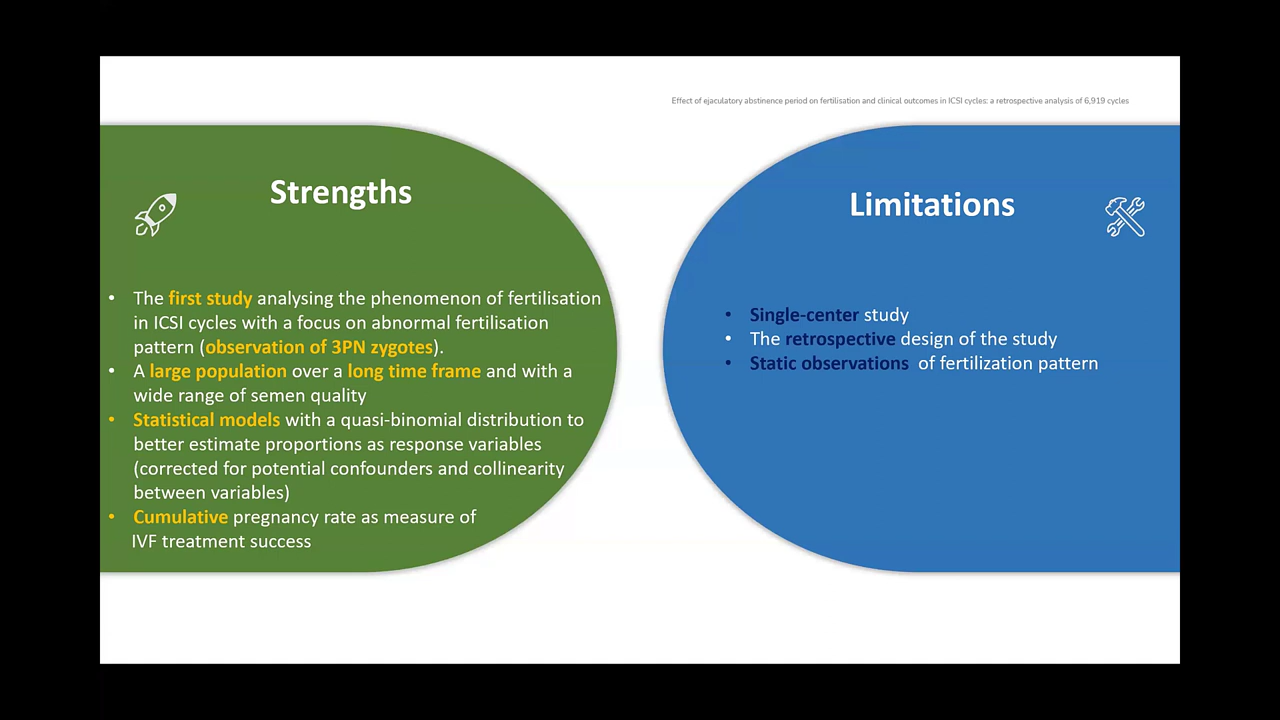 Effect of ejaculatory abstinence period on fertilisation and clinical outcomes in ICSI cycles: a retrospective analysis of 6,919 cycles
Strengths
• The first study analysing the phenomenon of fertilisation
in ICSI cycles with a focus on abnormal fertilisation
pattern (observation of 3PN zygotes).
• A large population over a long time frame and with a
wide range of semen quality
• Statistical models with a quasi-binomial distribution to
better estimate proportions as response variables
(corrected for potential confounders and collinearity
between variables)
• Cumulative pregnancy rate as measure of
IVF treatment success
Limitations
• Single-center study
• The retrospective design of the study
• Static observations of fertilization pattern